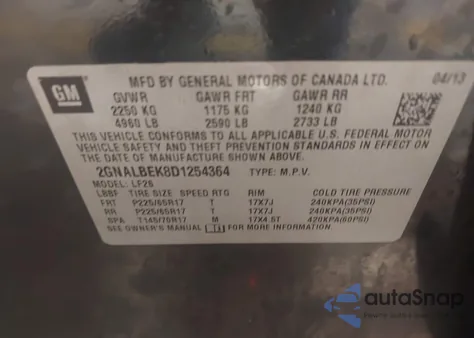 GM
MFD BY GENERAL MOTORS OF CANADA LTD. 04/13
GVWR GAWR FRT GAWR RR
2250 KG 1175 KG 1240 KG
4960 LB 2590 LB 2733 LB
THIS VEHICLE CONFORMS TO ALL APPLICABLE U.S. FEDERAL MOTOR
VEHICLE SAFETY AND THEFT PREVENTION STANDARDS IN EFFECT ON
THE DATE OF MANUFACTURE SHOWN ABOVE.
2GNALBEK8D1254364 TYPE: M.P.V.
MODEL: LF26
TIRE SIZE SPEED RTG RIM COLD TIRE PRESSURE
FRT P225/65R17 T 17X7J 240KPA(35PSI)
RR P225/65R17 T 17X7J 240KPA(35PSI)
SPA T145/70R17 M 17X4.5T 420KPA(60PSI)
SEE OWNER'S MANUAL FOR MORE INFORMATION.
autoSnap